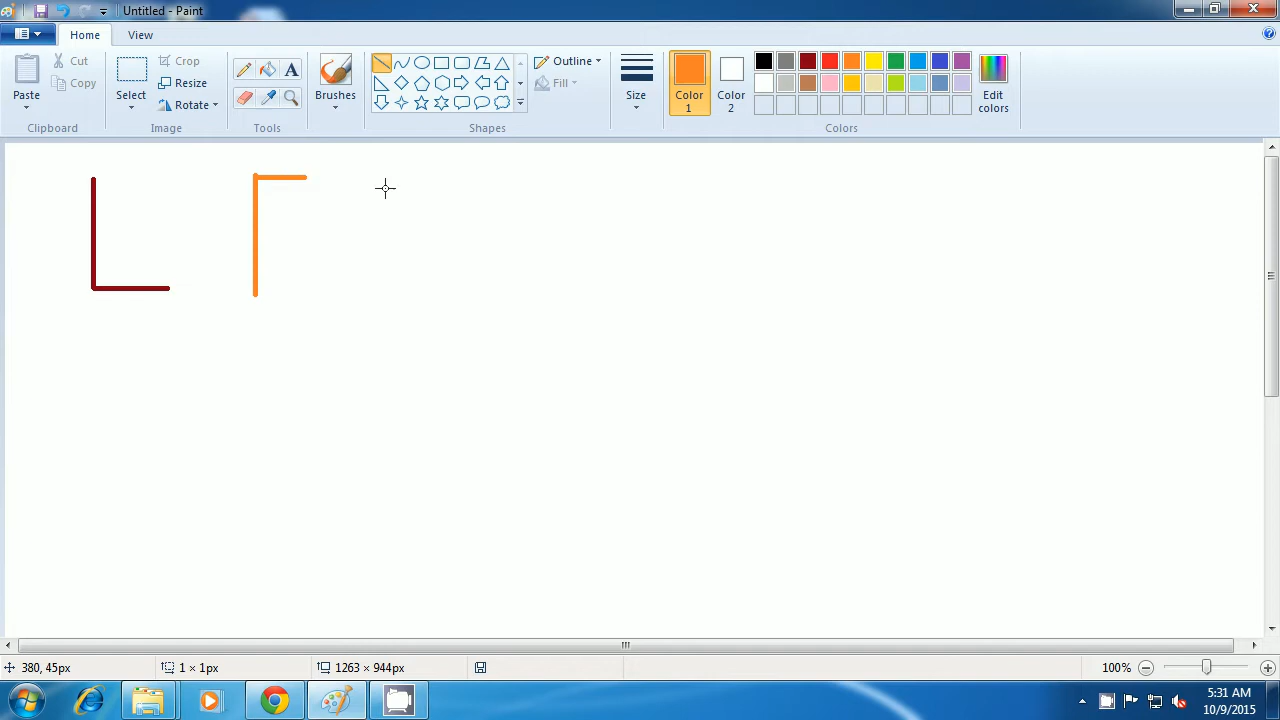 Untitled - Paint
Home View
Paste
Cut
Copy
Clipboard
Select
Crop
Resize
Rotate
Image
A
Tools
Brushes
Outline
Fill
Shapes
Size
Color 1
Color 2
Edit colors
Colors
L
380, 45px
1 × 1px
1263 × 944px
100%
5:31 AM
10/9/2015